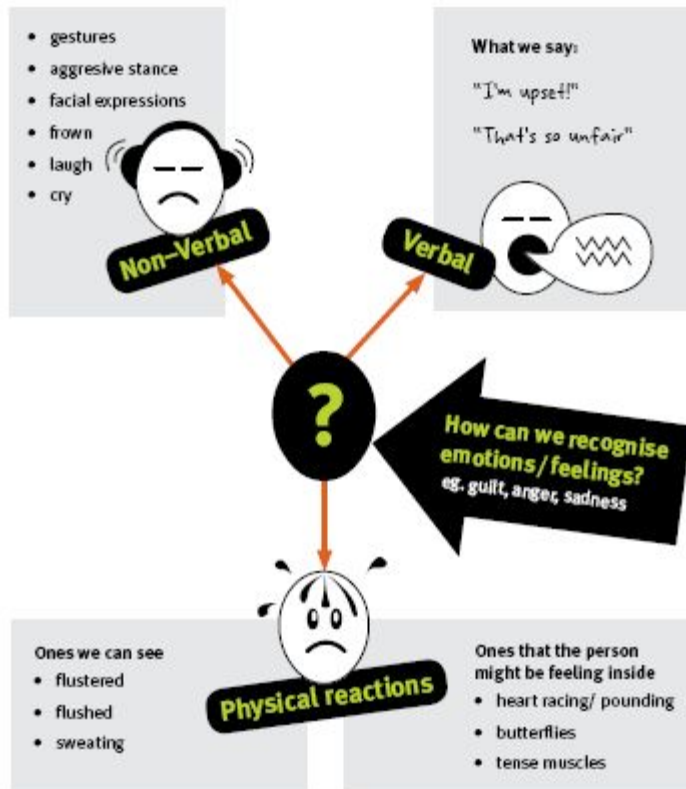 • gestures
• aggresive stance
• facial expressions
• frown
• laugh
• cry
Non–Verbal
What we say:
"I'm upset!"
"That's so unfair"
Verbal
?
How can we recognise
emotions/feelings?
eg. guilt, anger, sadness
Physical reactions
Ones we can see
• flustered
• flushed
• sweating
Ones that the person
might be feeling inside
• heart racing/ pounding
• butterflies
• tense muscles